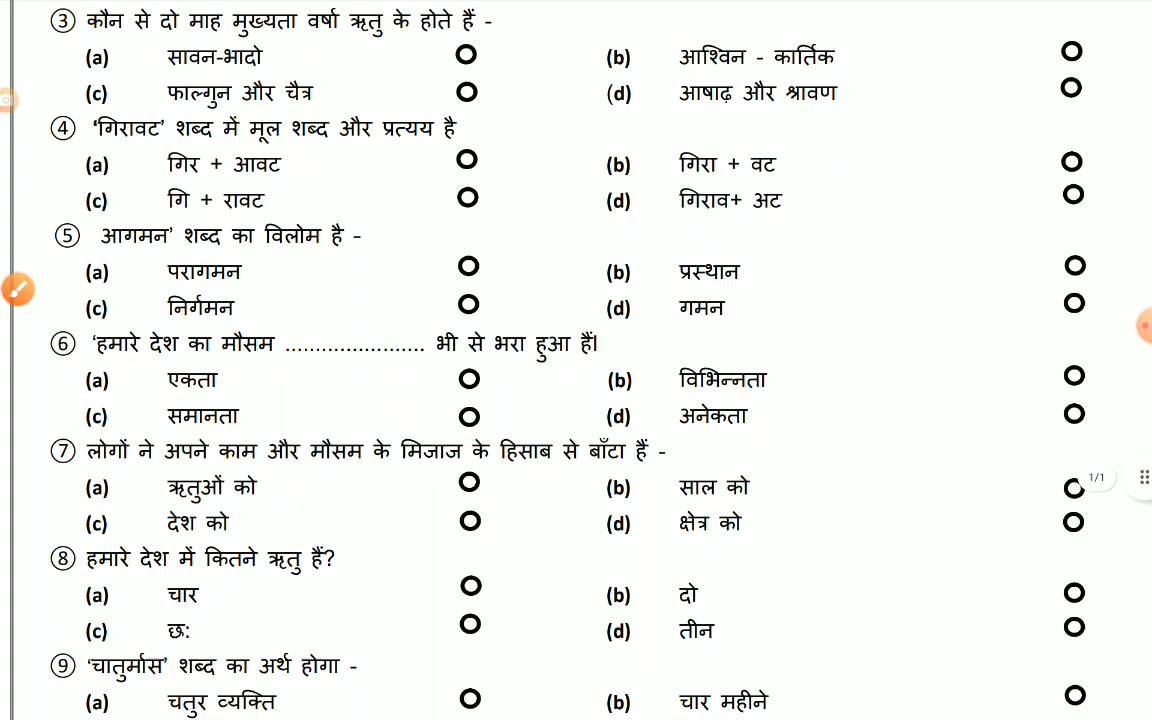 ③ कौन से दो माह मुख्यता वर्षा ऋतु के होते हैं -
(a) सावन-भादो (b) आश्विन - कार्तिक
(c) फाल्गुन और चैत्र (d) आषाढ़ और श्रावण
④ ‘गिरावट’ शब्द में मूल शब्द और प्रत्यय है
(a) गिर + आवट (b) गिरा + वट
(c) गि + रावट (d) गिराव+ अट
⑤ आगमन’ शब्द का विलोम है -
(a) परागमन (b) प्रस्थान
(c) निर्गमन (d) गमन
⑥ ‘हमारे देश का मौसम ....................... भी से भरा हुआ हैं।
(a) एकता (b) विभिन्नता
(c) समानता (d) अनेकता
⑦ लोगों ने अपने काम और मौसम के मिजाज के हिसाब से बाँटा हैं -
(a) ऋतुओं को (b) साल को 1/1
(c) देश को (d) क्षेत्र को
⑧ हमारे देश में कितने ऋतु हैं?
(a) चार (b) दो
(c) छ: (d) तीन
⑨ ‘चातुर्मास’ शब्द का अर्थ होगा -
(a) चतुर व्यक्ति (b) चार महीने